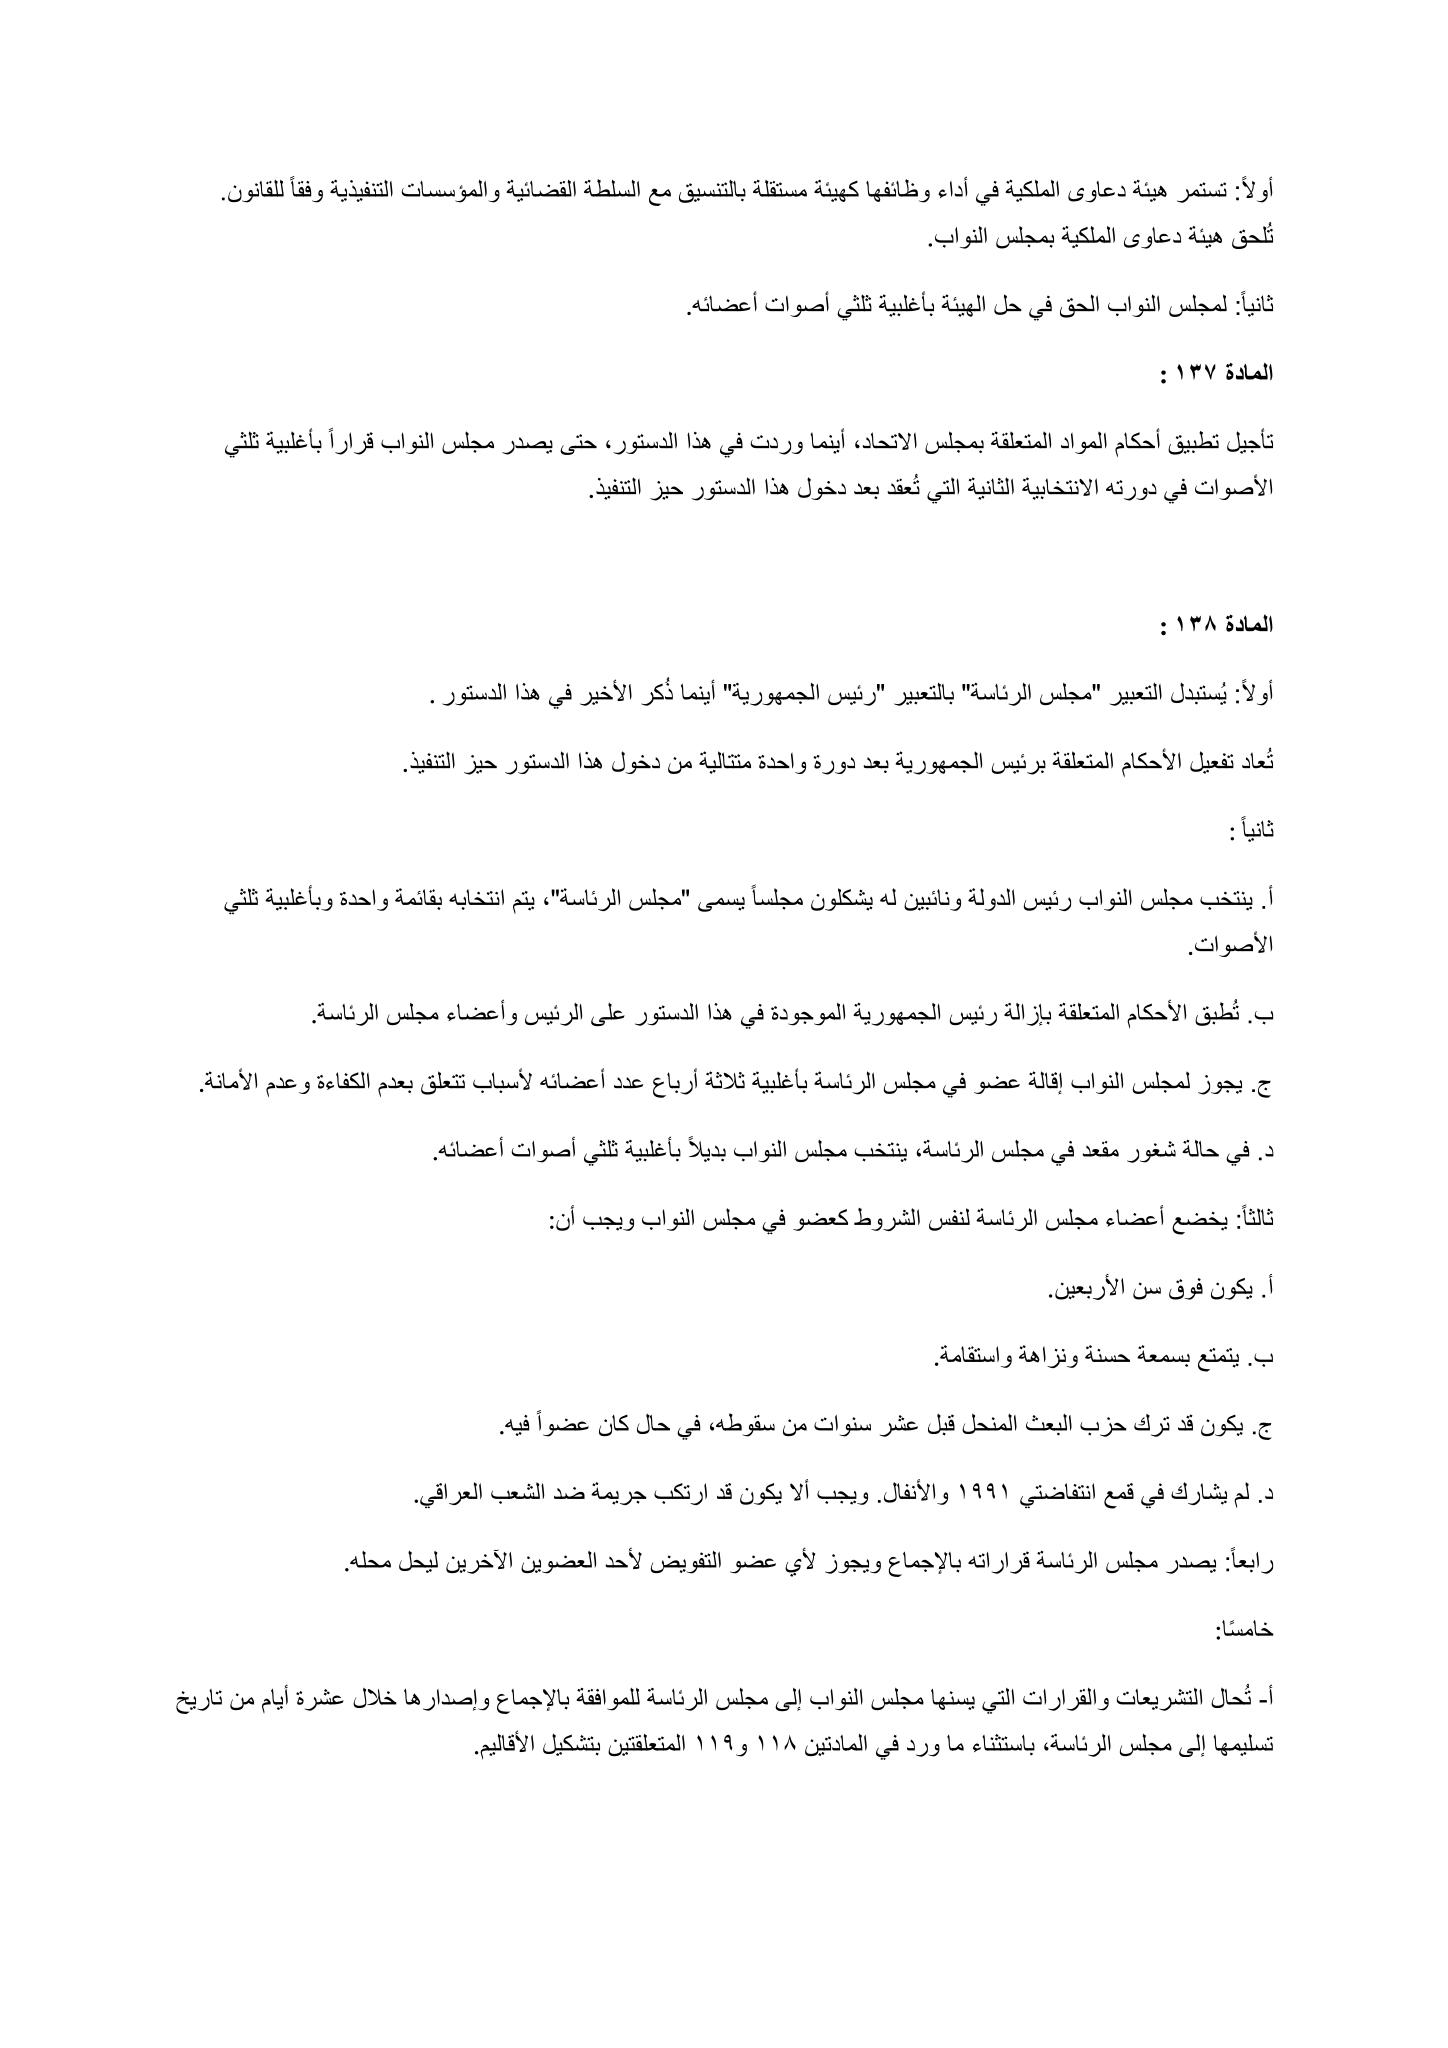 أولاً: تستمر هيئة دعاوى الملكية في أداء وظائفها كهيئة مستقلة بالتنسيق مع السلطة القضائية والمؤسسات التنفيذية وفقاً للقانون.
تُلحق هيئة دعاوى الملكية بمجلس النواب.
ثانياً: لمجلس النواب الحق في حل الهيئة بأغلبية ثلثي أصوات أعضائه.
المادة ١٣٧ :
تأجيل تطبيق أحكام المواد المتعلقة بمجلس الاتحاد، أينما وردت في هذا الدستور، حتى يصدر مجلس النواب قراراً بأغلبية ثلثي
الأصوات في دورته الانتخابية الثانية التي تُعقد بعد دخول هذا الدستور حيز التنفيذ.
المادة ١٣٨ :
أولاً: يُستبدل التعبير "مجلس الرئاسة" بالتعبير "رئيس الجمهورية" أينما ذُكر الأخير في هذا الدستور .
تُعاد تفعيل الأحكام المتعلقة برئيس الجمهورية بعد دورة واحدة متتالية من دخول هذا الدستور حيز التنفيذ.
ثانياً :
أ. ينتخب مجلس النواب رئيس الدولة ونائبين له يشكلون مجلساً يسمى "مجلس الرئاسة"، يتم انتخابه بقائمة واحدة وبأغلبية ثلثي
الأصوات.
ب. تُطبق الأحكام المتعلقة بإزالة رئيس الجمهورية الموجودة في هذا الدستور على الرئيس وأعضاء مجلس الرئاسة.
ج. يجوز لمجلس النواب إقالة عضو في مجلس الرئاسة بأغلبية ثلاثة أرباع عدد أعضائه لأسباب تتعلق بعدم الكفاءة وعدم الأمانة.
د. في حالة شغور مقعد في مجلس الرئاسة، ينتخب مجلس النواب بديلاً بأغلبية ثلثي أصوات أعضائه.
ثالثاً: يخضع أعضاء مجلس الرئاسة لنفس الشروط كعضو في مجلس النواب ويجب أن:
أ. يكون فوق سن الأربعين.
ب. يتمتع بسمعة حسنة ونزاهة واستقامة.
ج. يكون قد ترك حزب البعث المنحل قبل عشر سنوات من سقوطه، في حال كان عضواً فيه.
د. لم يشارك في قمع انتفاضتي ١٩٩١ والأنفال. ويجب ألا يكون قد ارتكب جريمة ضد الشعب العراقي.
رابعاً: يصدر مجلس الرئاسة قراراته بالإجماع ويجوز لأي عضو التفويض لأحد العضوين الآخرين ليحل محله.
خامسًا:
أ- تُحال التشريعات والقرارات التي يسنها مجلس النواب إلى مجلس الرئاسة للموافقة بالإجماع وإصدارها خلال عشرة أيام من تاريخ
تسليمها إلى مجلس الرئاسة، باستثناء ما ورد في المادتين ١١٨ و١١٩ المتعلقتين بتشكيل الأقاليم.